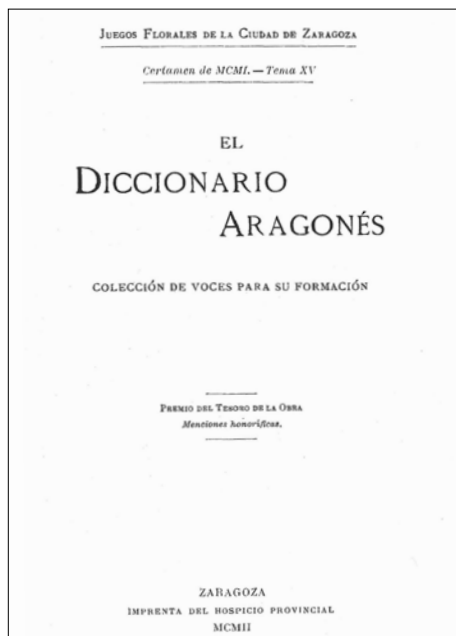 JUEGOS FLORALES DE LA CIUDAD DE ZARAGOZA
Certamen de MCMI. — Tema XV
EL
DICCIONARIO
ARAGONÉS
COLECCIÓN DE VOCES PARA SU FORMACIÓN
PREMIO DEL TESORO DE LA OBRA
Menciones honoríficas.
ZARAGOZA
IMPRENTA DEL HOSPICIO PROVINCIAL
MCMII